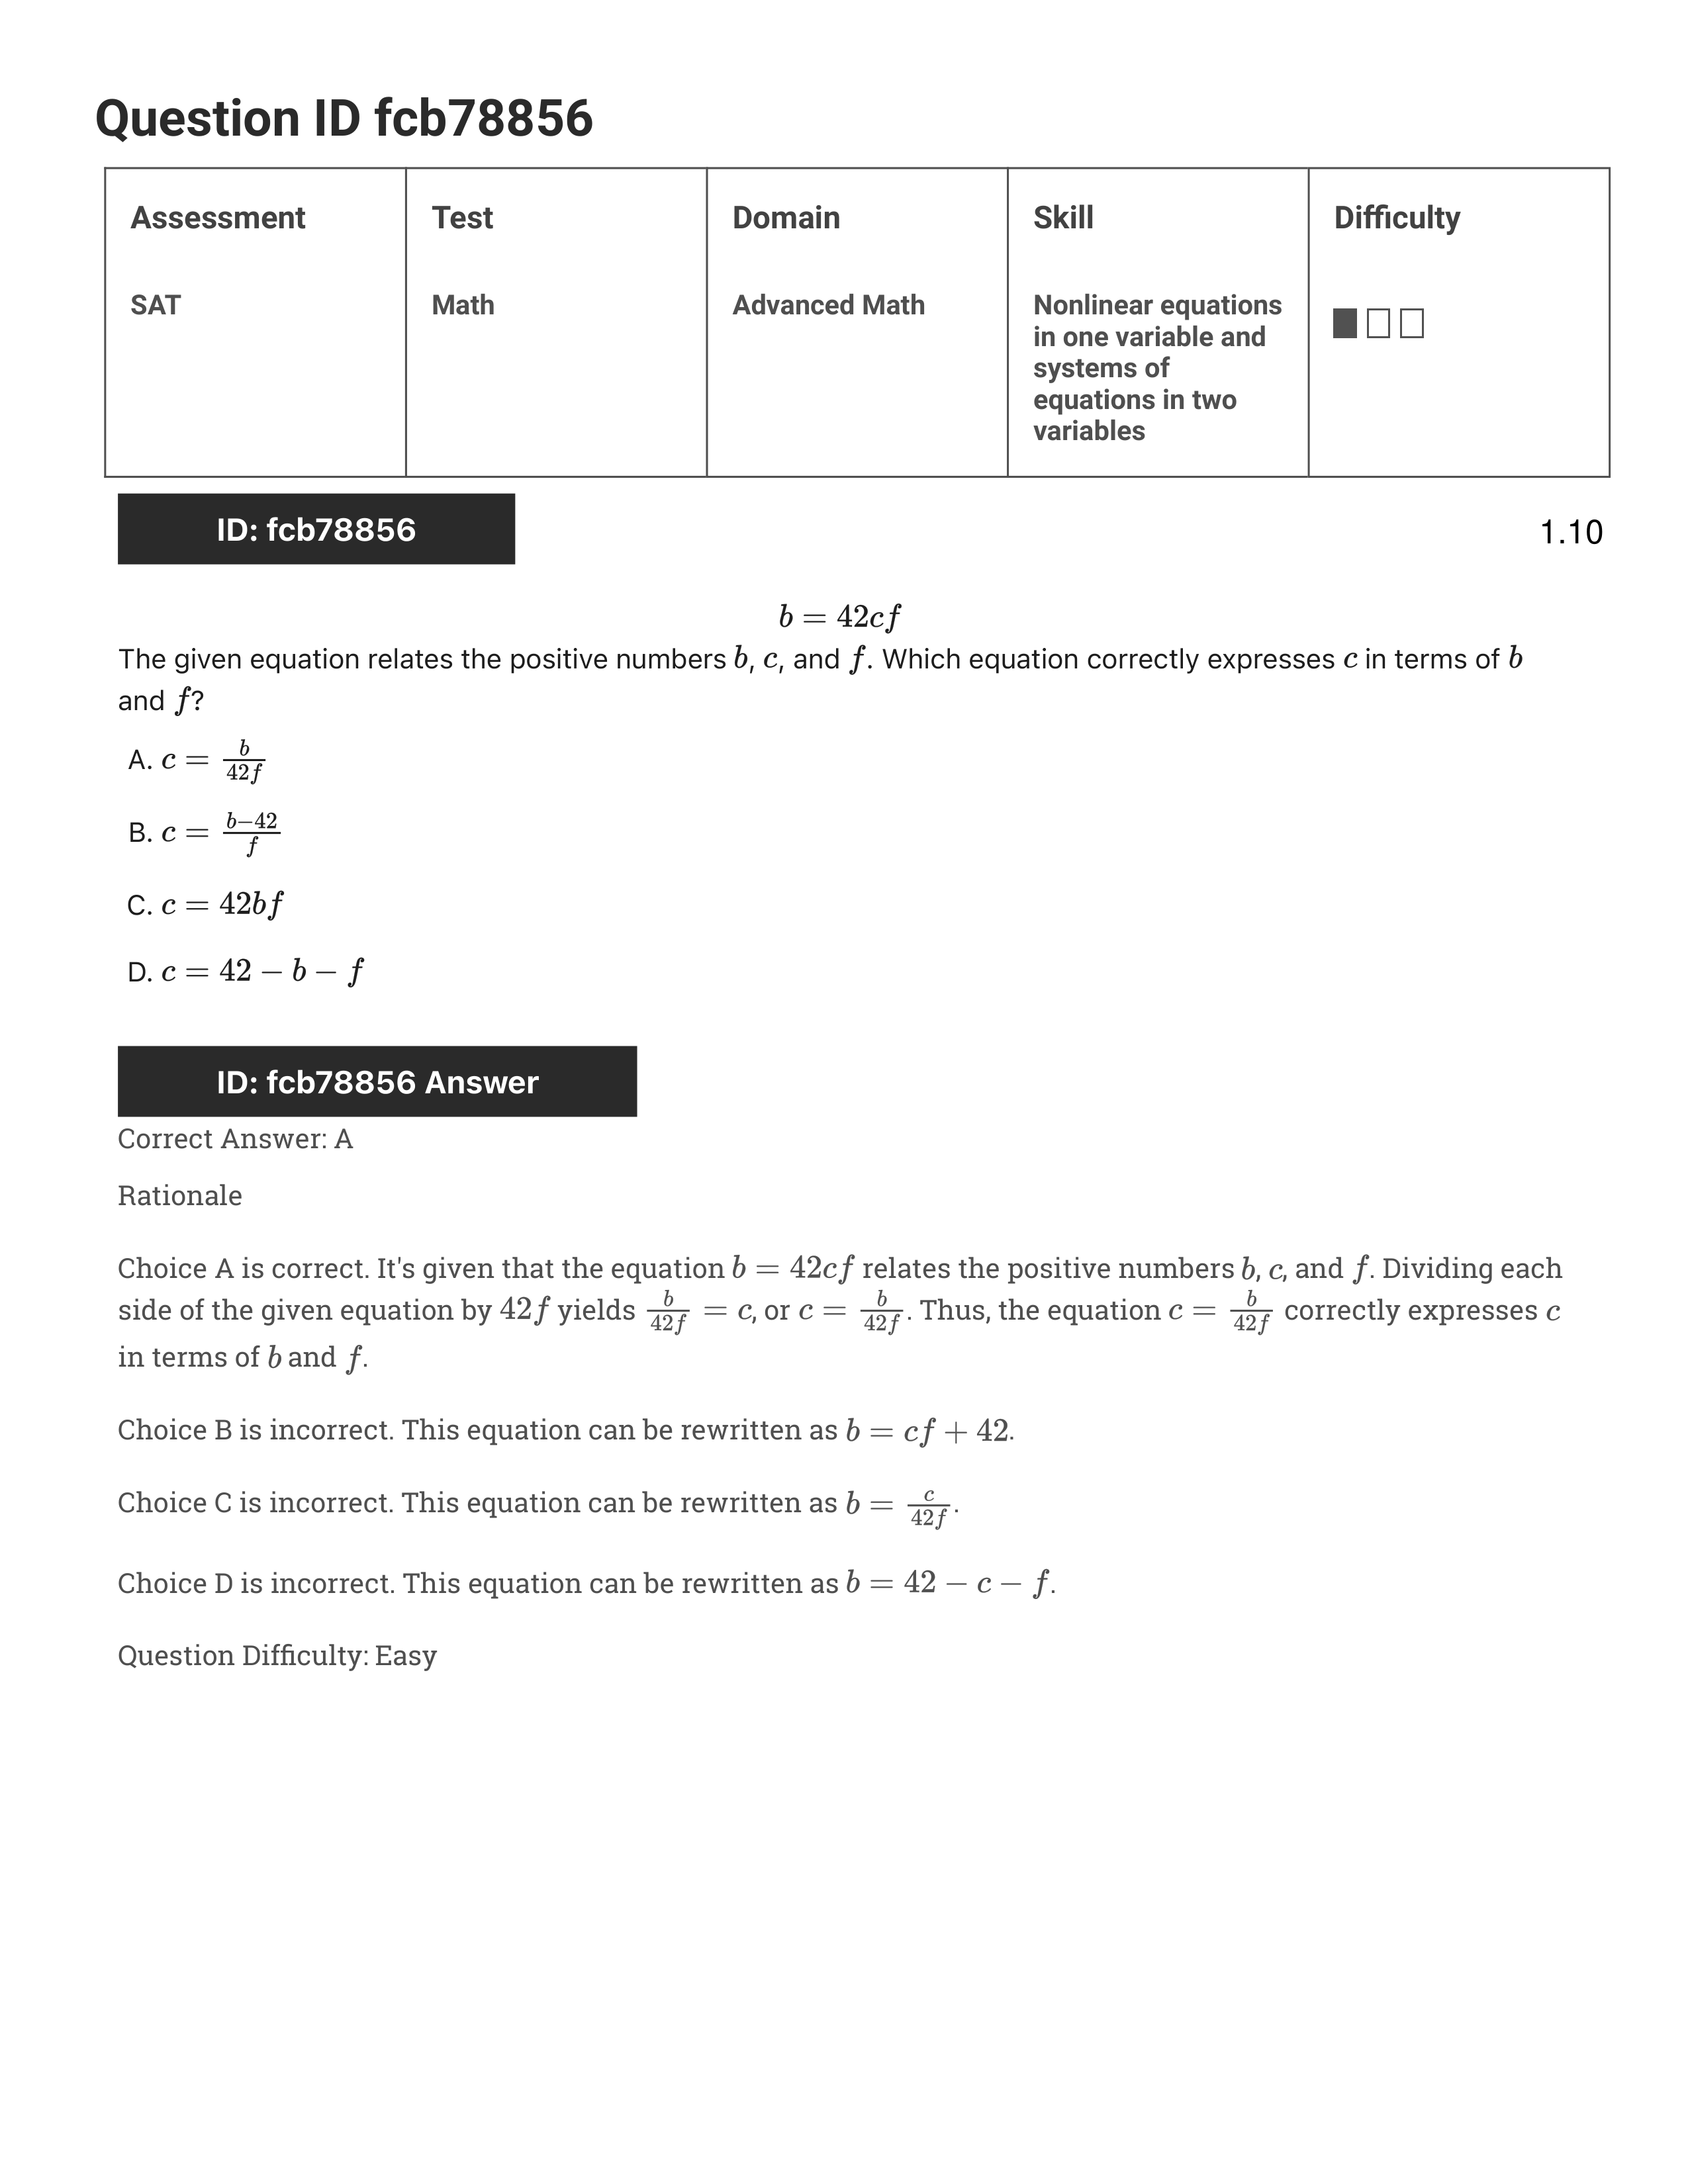 Question ID fcb78856
Assessment
Test
Domain
Skill
Difficulty
SAT
Math
Advanced Math
Nonlinear equations
in one variable and
systems of
equations in two
variables
ID: fcb78856
1.10
b = 42cf
The given equation relates the positive numbers b, c, and f. Which equation correctly expresses c in terms of b
and f?
A. c = b/42f
B. c = b−42/f
C. c = 42bf
D. c = 42 − b − f
ID: fcb78856 Answer
Correct Answer: A
Rationale
Choice A is correct. It's given that the equation b = 42cf relates the positive numbers b, c, and f. Dividing each
side of the given equation by 42f yields b/42f = c, or c = b/42f. Thus, the equation c = b/42f correctly expresses c
in terms of b and f.
Choice B is incorrect. This equation can be rewritten as b = cf + 42.
Choice C is incorrect. This equation can be rewritten as b = c/42f.
Choice D is incorrect. This equation can be rewritten as b = 42 − c − f.
Question Difficulty: Easy